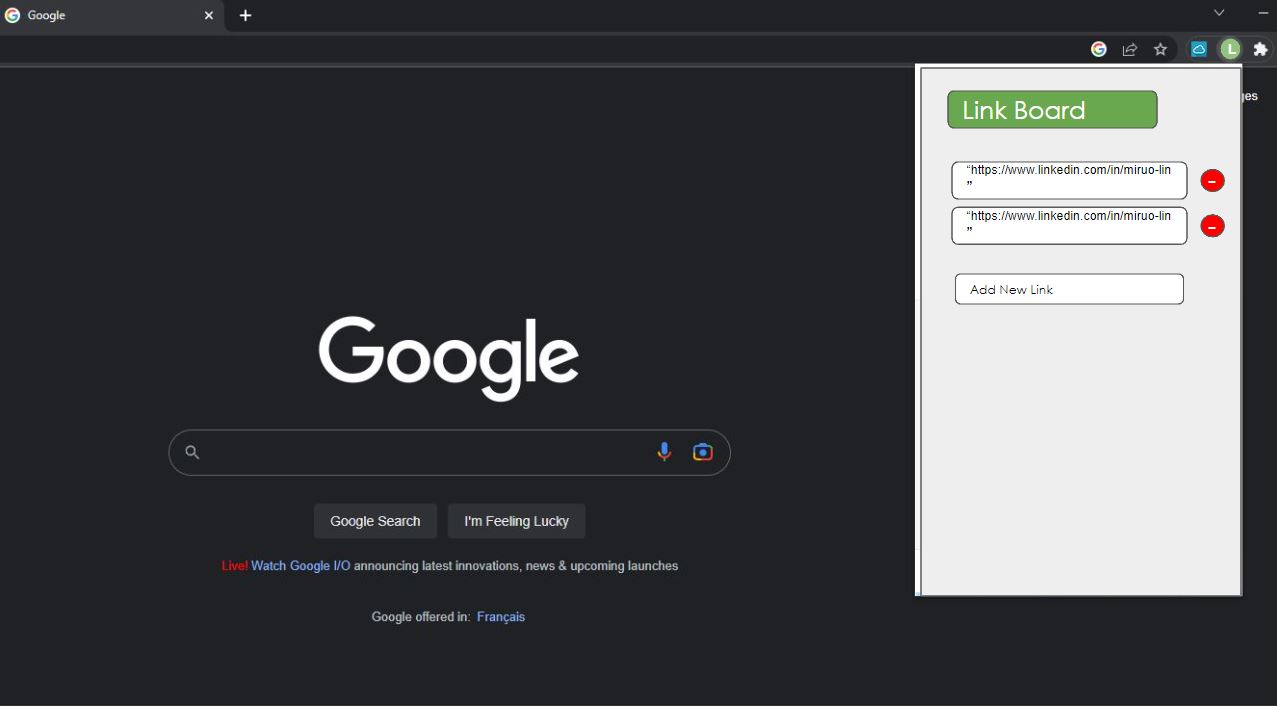 Google
L
ges
Link Board
“https://www.linkedin.com/in/miruo-lin
”
“https://www.linkedin.com/in/miruo-lin
”
Add New Link
Google
Google Search
I'm Feeling Lucky
Live! Watch Google I/O announcing latest innovations, news & upcoming launches
Google offered in: Français